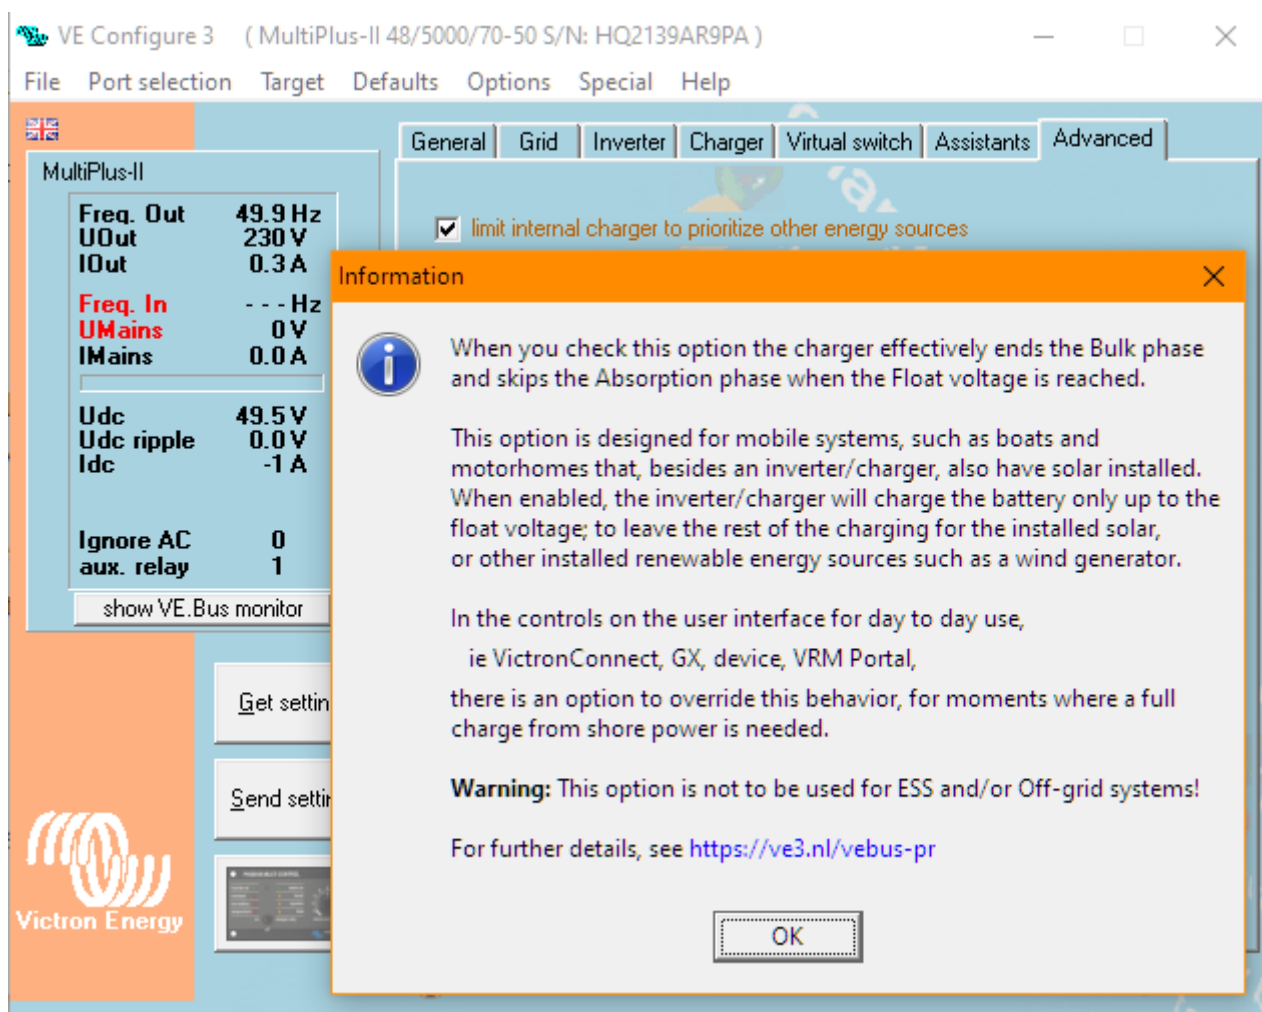 VE Configure 3 ( MultiPlus-II 48/5000/70-50 S/N: HQ2139AR9PA )
File Port selection Target Defaults Options Special Help
General Grid Inverter Charger Virtual switch Assistants Advanced
MultiPlus-II
Freq. Out 49.9 Hz
UOut 230 V
IOut 0.3 A
Freq. In - - - Hz
UMains 0 V
IMains 0.0 A
Udc 49.5 V
Udc ripple 0.0 V
Idc -1 A
Ignore AC 0
aux. relay 1
show VE.Bus monitor
Get settin
Send settin
Victron Energy
limit internal charger to prioritize other energy sources
Information
When you check this option the charger effectively ends the Bulk phase
and skips the Absorption phase when the Float voltage is reached.
This option is designed for mobile systems, such as boats and
motorhomes that, besides an inverter/charger, also have solar installed.
When enabled, the inverter/charger will charge the battery only up to the
float voltage; to leave the rest of the charging for the installed solar,
or other installed renewable energy sources such as a wind generator.
In the controls on the user interface for day to day use,
ie VictronConnect, GX, device, VRM Portal,
there is an option to override this behavior, for moments where a full
charge from shore power is needed.
Warning: This option is not to be used for ESS and/or Off-grid systems!
For further details, see https://ve3.nl/vebus-pr
OK